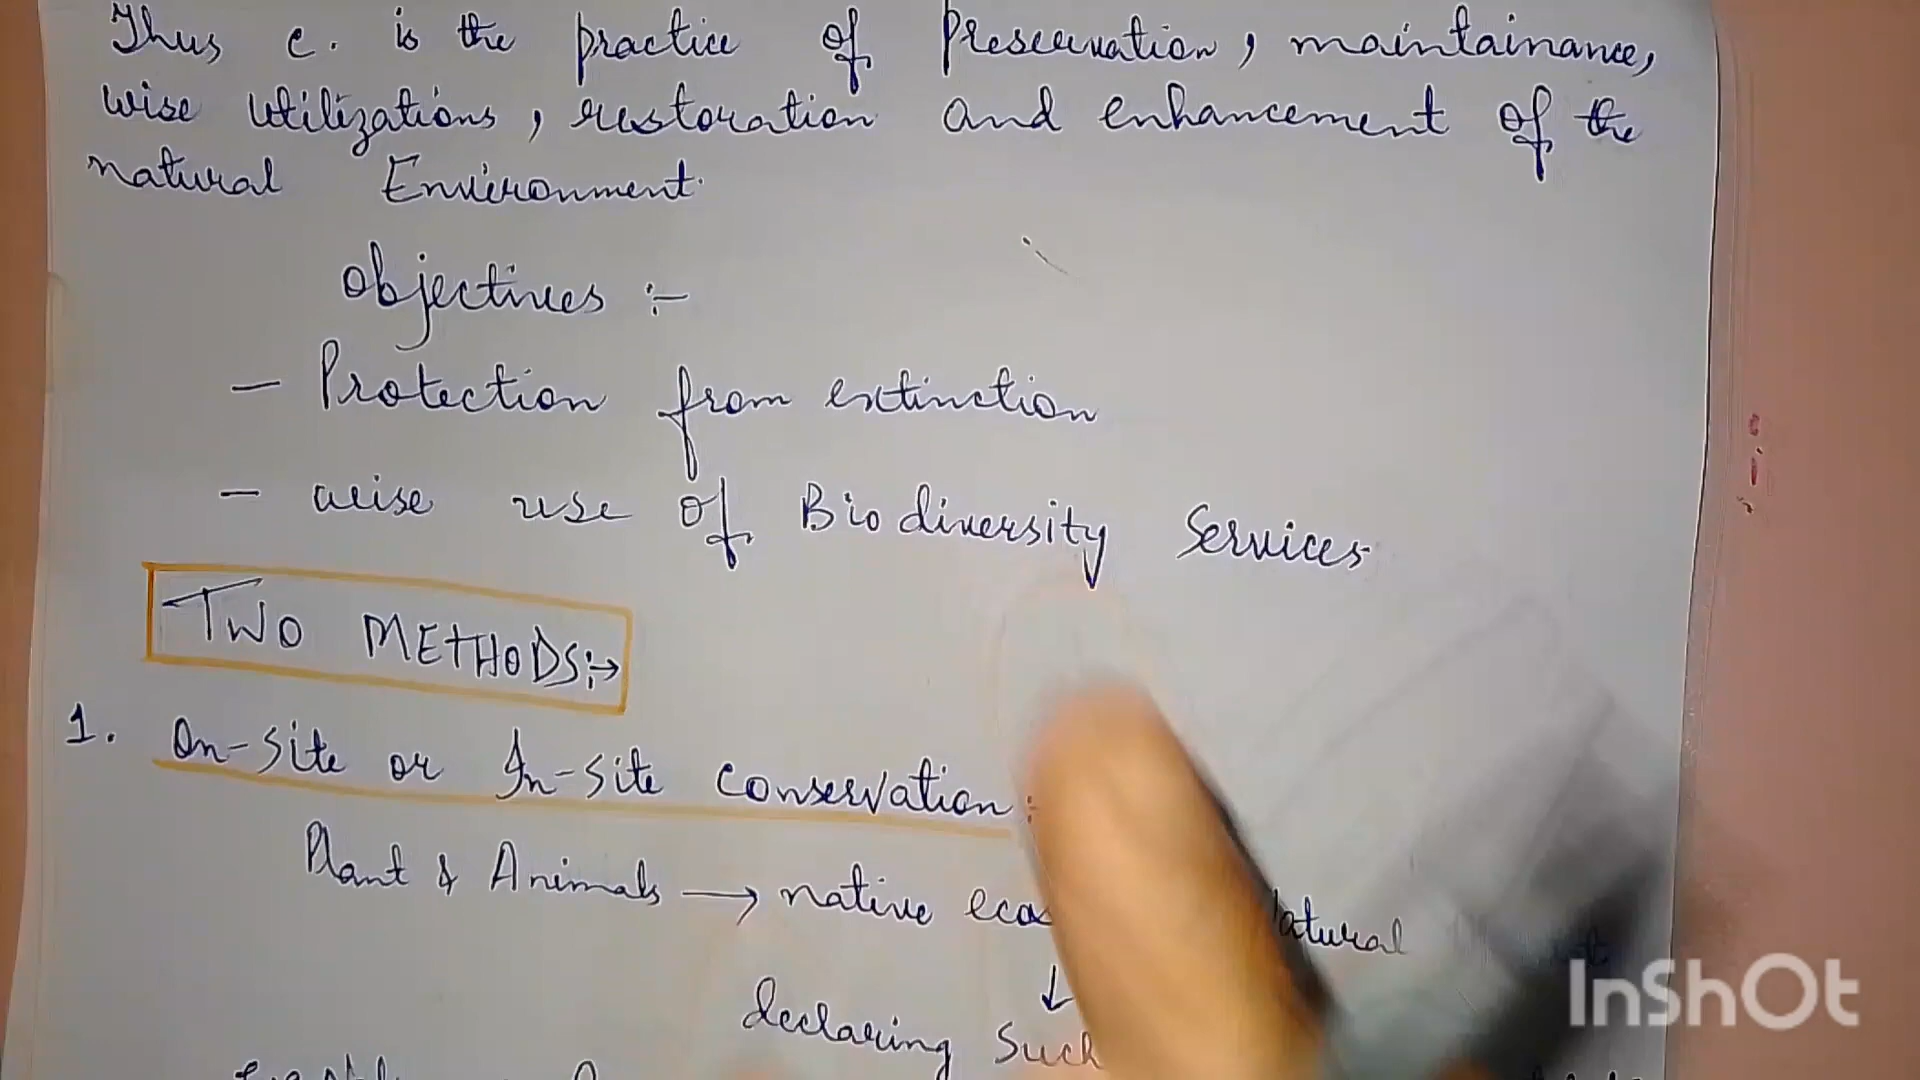 Thus c. is the practice of Preservation, maintainance,
wise utilizations, restoration and enhancement of the
natural Environment.
Objectives :-
- Protection from extinction
- wise use of Biodiversity Services
TWO METHODS:→
1. On-site or In-site conservation:-
Plant & Animals → native
↓
declaring such
InShOt